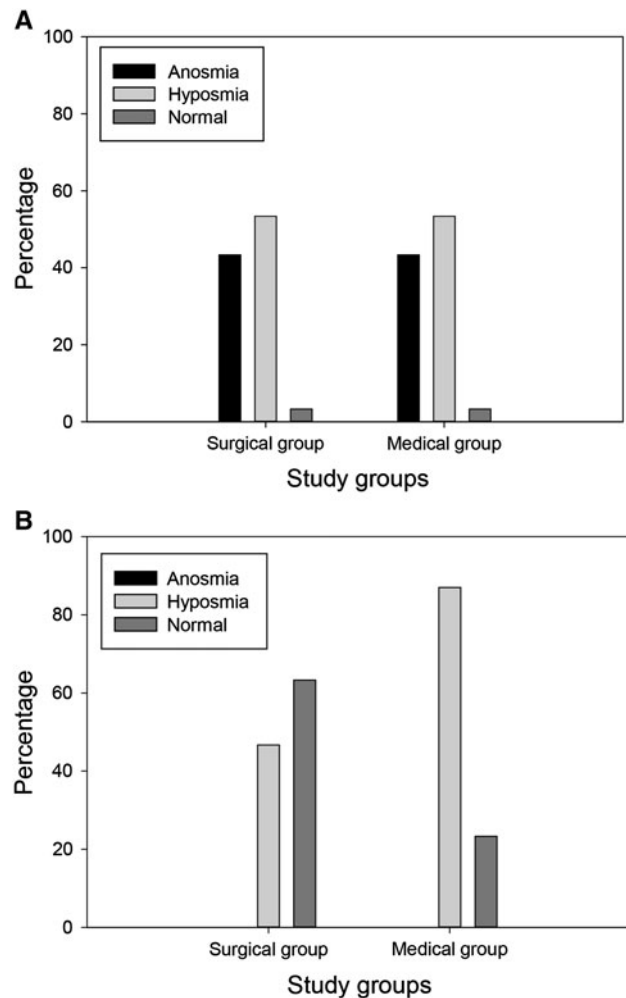 A
100
80
60
40
20
0
Percentage
Anosmia
Hyposmia
Normal
Surgical group
Medical group
Study groups
B
100
80
60
40
20
0
Percentage
Anosmia
Hyposmia
Normal
Surgical group
Medical group
Study groups